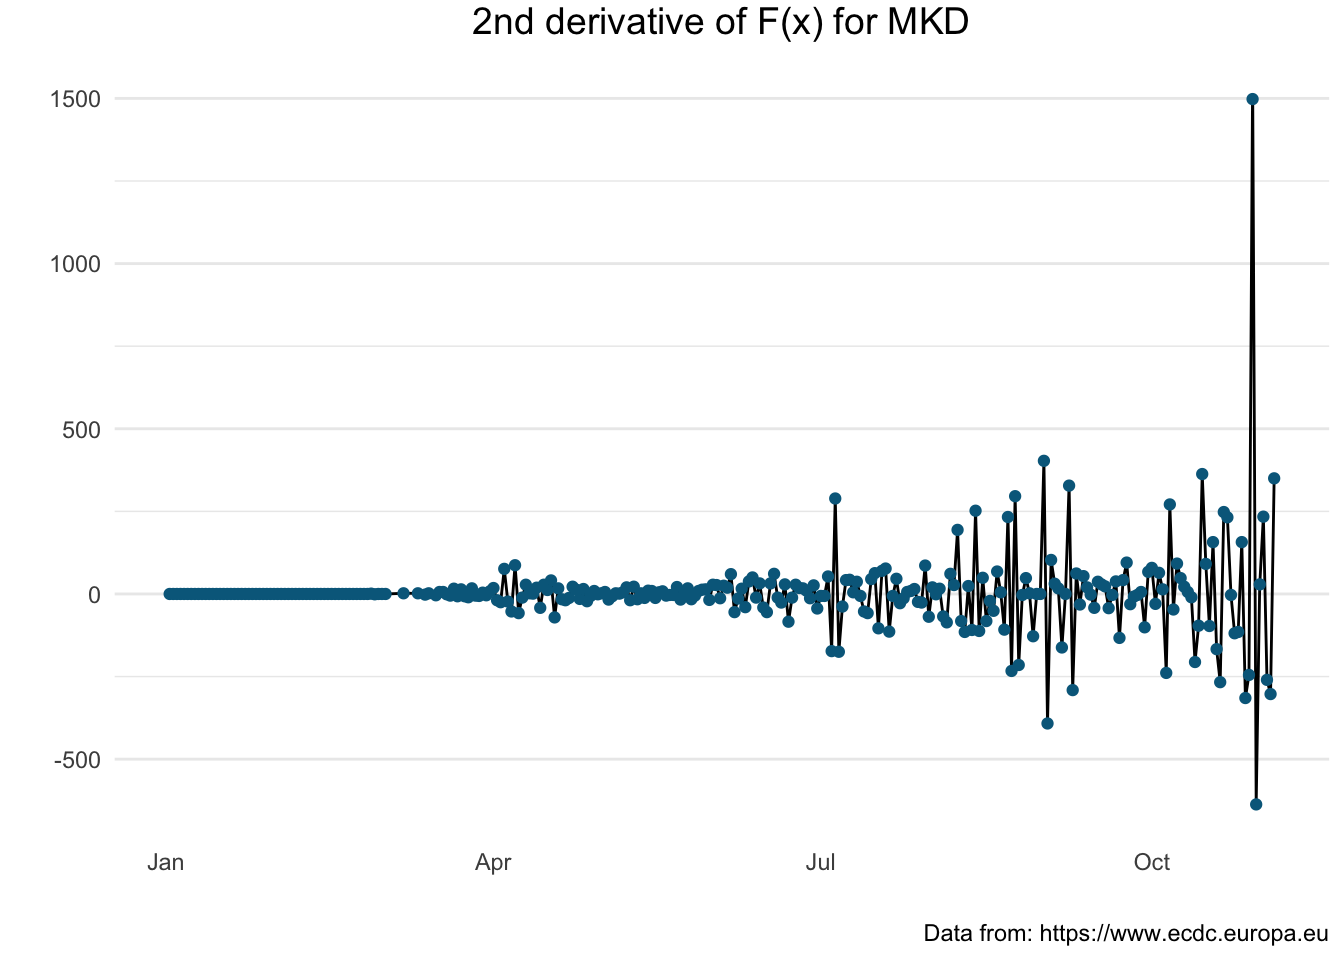 2nd derivative of F(x) for MKD
1500
1000
500
0
-500
Jan Apr Jul Oct
Data from: https://www.ecdc.europa.eu